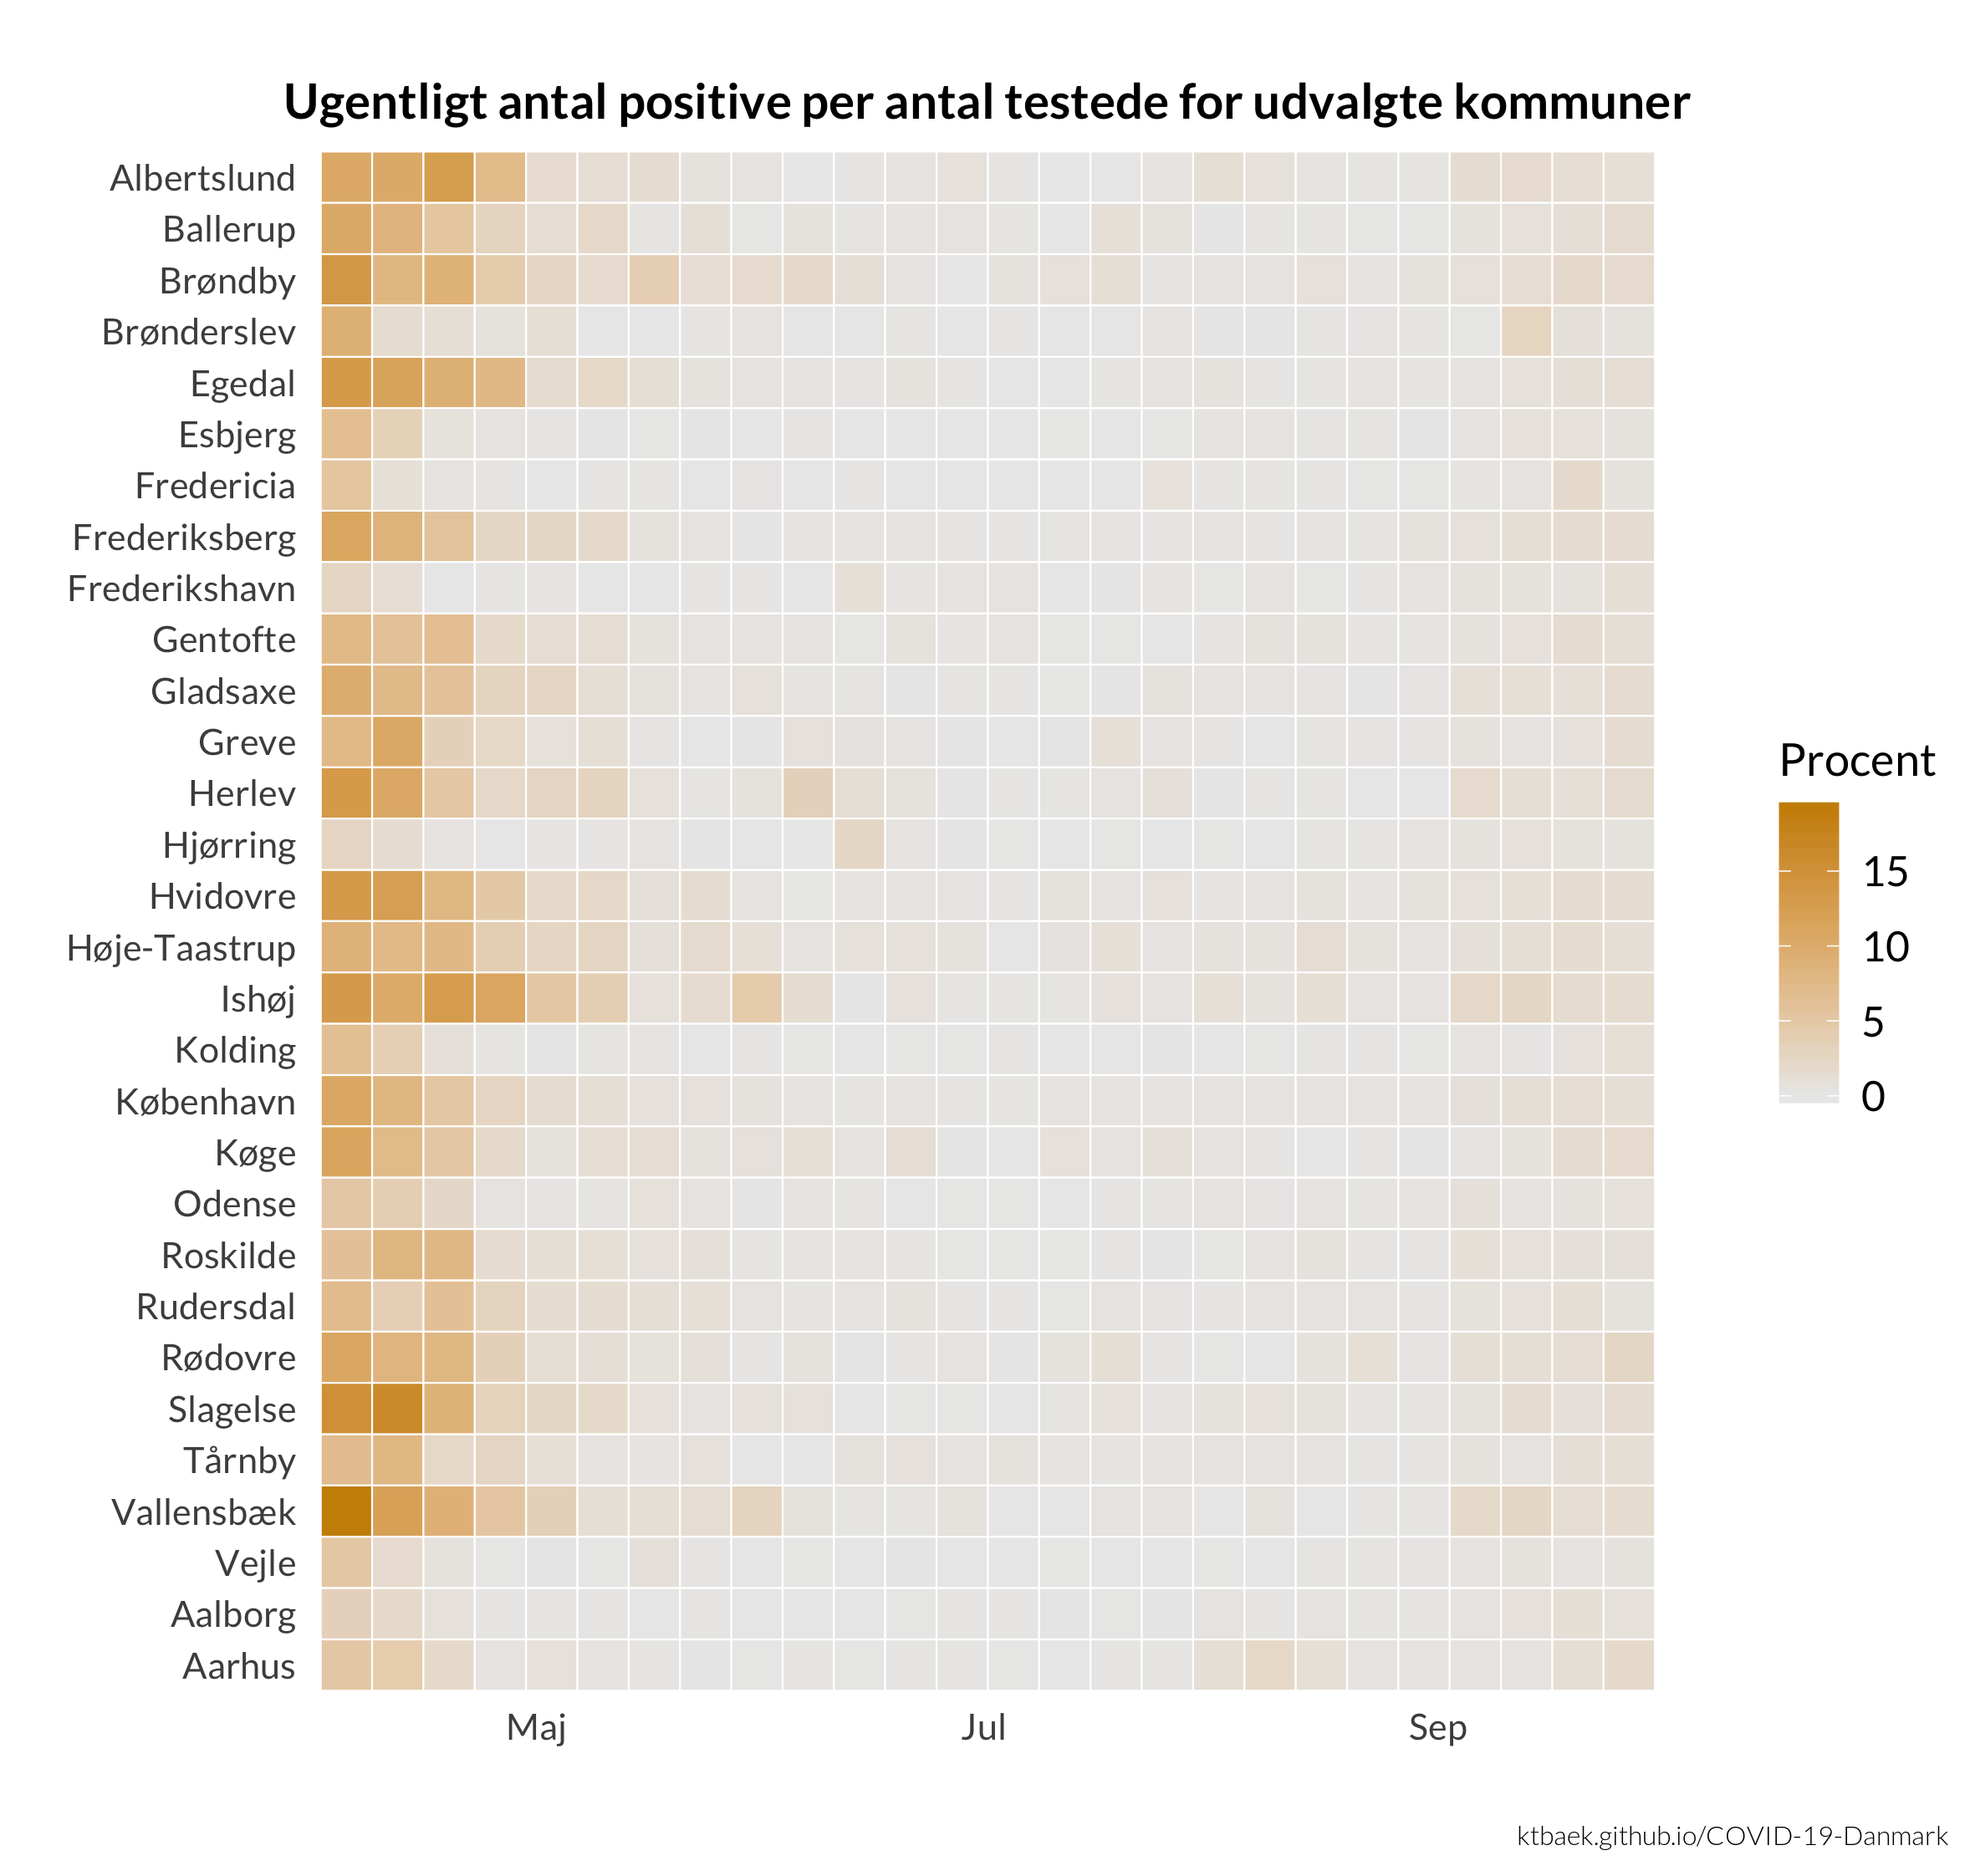 Ugentligt antal positive per antal testede for udvalgte kommuner
Albertslund
Ballerup
Brøndby
Brønderslev
Egedal
Esbjerg
Fredericia
Frederiksberg
Frederikshavn
Gentofte
Gladsaxe
Greve
Herlev
Hjørring
Hvidovre
Høje-Taastrup
Ishøj
Kolding
København
Køge
Odense
Roskilde
Rudersdal
Rødovre
Slagelse
Tårnby
Vallensbæk
Vejle
Aalborg
Aarhus
Maj Jul Sep
Procent
15
10
5
0
ktbaek.github.io/COVID-19-Danmark